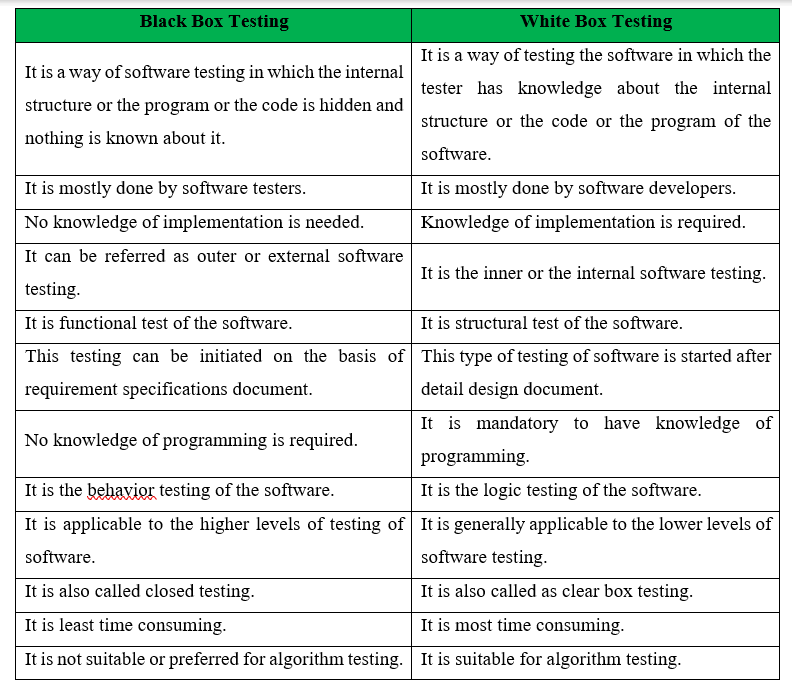 Black Box Testing
White Box Testing
It is a way of software testing in which the internal
structure or the program or the code is hidden and
nothing is known about it.
It is a way of testing the software in which the
tester has knowledge about the internal
structure or the code or the program of the
software.
It is mostly done by software testers.
It is mostly done by software developers.
No knowledge of implementation is needed.
Knowledge of implementation is required.
It can be referred as outer or external software
testing.
It is the inner or the internal software testing.
It is functional test of the software.
It is structural test of the software.
This testing can be initiated on the basis of
requirement specifications document.
This type of testing of software is started after
detail design document.
No knowledge of programming is required.
It is mandatory to have knowledge of
programming.
It is the behavior testing of the software.
It is the logic testing of the software.
It is applicable to the higher levels of testing of
software.
It is generally applicable to the lower levels of
software testing.
It is also called closed testing.
It is also called as clear box testing.
It is least time consuming.
It is most time consuming.
It is not suitable or preferred for algorithm testing.
It is suitable for algorithm testing.